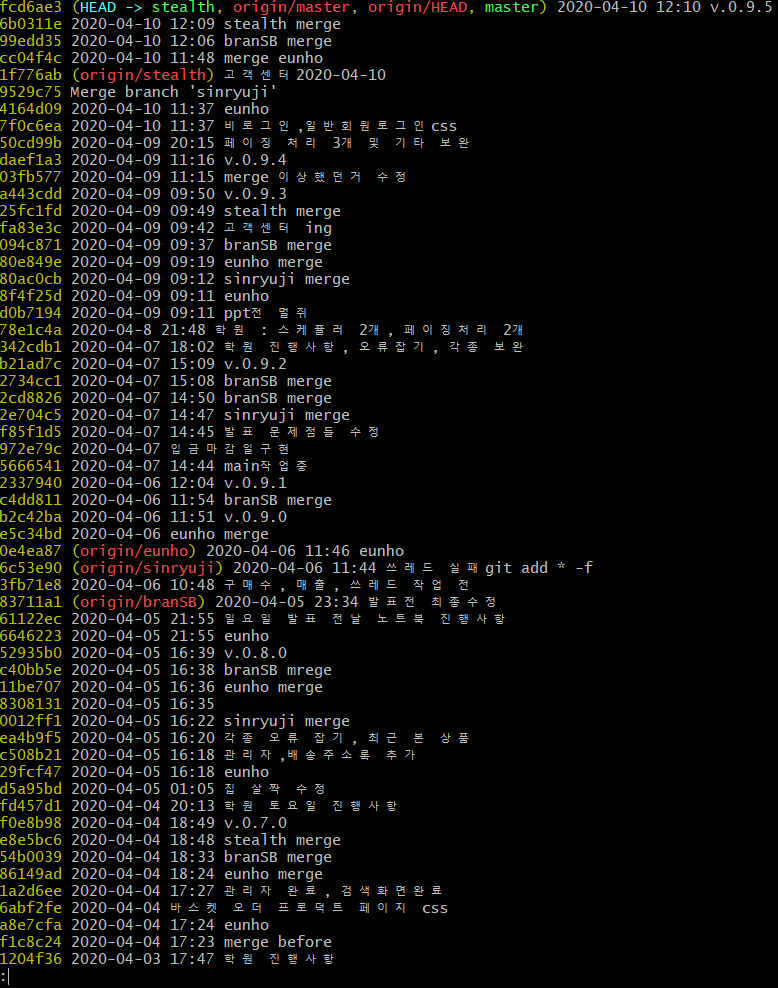 fcd6ae3 (HEAD -> stealth, origin/master, origin/HEAD, master) 2020-04-10 12:10 v.0.9.5
6b0311e 2020-04-10 12:09 stealth merge
99edd35 2020-04-10 12:06 branSB merge
cc04f4c 2020-04-10 11:48 merge eunho
1f776ab (origin/stealth) 고객센터 2020-04-10
9529c75 Merge branch 'sinryuji'
4164d09 2020-04-10 11:37 eunho
7f0c6ea 2020-04-10 11:37 비로그인,일반회원로그인css
50cd99b 2020-04-09 20:15 페이징 처리 3개 및 기타 보완
daef1a3 2020-04-09 11:16 v.0.9.4
03fb577 2020-04-09 11:15 merge이상했던거 수정
a443cdd 2020-04-09 09:50 v.0.9.3
25fc1fd 2020-04-09 09:49 stealth merge
fa83e3c 2020-04-09 09:42 고객센터 ing
094c871 2020-04-09 09:37 branSB merge
80e849e 2020-04-09 09:19 eunho merge
80ac0cb 2020-04-09 09:12 sinryuji merge
8f4f25d 2020-04-09 09:11 eunho
d0b7194 2020-04-09 09:11 ppt전 멀쥐
78e1c4a 2020-04-8 21:48 학원 : 스케쥴러 2개, 페이징처리 2개
342cdb1 2020-04-07 18:02 학원 진행사항, 오류잡기, 각종 보완
b21ad7c 2020-04-07 15:09 v.0.9.2
2734cc1 2020-04-07 15:08 branSB merge
2cd8826 2020-04-07 14:50 branSB merge
2e704c5 2020-04-07 14:47 sinryuji merge
f85f1d5 2020-04-07 14:45 발표 문제점들 수정
972e79c 2020-04-07 입금마감일구현
5666541 2020-04-07 14:44 main작업중
2337940 2020-04-06 12:04 v.0.9.1
c4dd811 2020-04-06 11:54 branSB merge
b2c42ba 2020-04-06 11:51 v.0.9.0
e5c34bd 2020-04-06 eunho merge
0e4ea87 (origin/eunho) 2020-04-06 11:46 eunho
6c53e90 (origin/sinryuji) 2020-04-06 11:44 쓰레드 실패git add * -f
3fb71e8 2020-04-06 10:48 구매수, 매출, 쓰레드 작업 전
83711a1 (origin/branSB) 2020-04-05 23:34 발표전 최종수정
61122ec 2020-04-05 21:55 일요일 발표 전날 노트북 진행사항
6646223 2020-04-05 21:55 eunho
52935b0 2020-04-05 16:39 v.0.8.0
c40bb5e 2020-04-05 16:38 branSB mrege
11be707 2020-04-05 16:36 eunho merge
8308131 2020-04-05 16:35
0012ff1 2020-04-05 16:22 sinryuji merge
ea4b9f5 2020-04-05 16:20 각종 오류 잡기, 최근 본 상품
c508b21 2020-04-05 16:18 관리자,배송주소록 추가
29fcf47 2020-04-05 16:18 eunho
d5a95bd 2020-04-05 01:05 집 살짝 수정
fd457d1 2020-04-04 20:13 학원 토요일 진행사항
f0e8b98 2020-04-04 18:49 v.0.7.0
e8e5bc6 2020-04-04 18:48 stealth merge
54b0039 2020-04-04 18:33 branSB merge
86149ad 2020-04-04 18:24 eunho merge
1a2d6ee 2020-04-04 17:27 관리자 완료, 검색화면완료
6abf2fe 2020-04-04 바스켓 오더 프로덕트 페이지 css
a8e7cfa 2020-04-04 17:24 eunho
f1c8c24 2020-04-04 17:23 merge before
1204f36 2020-04-03 17:47 학원 진행사항
: